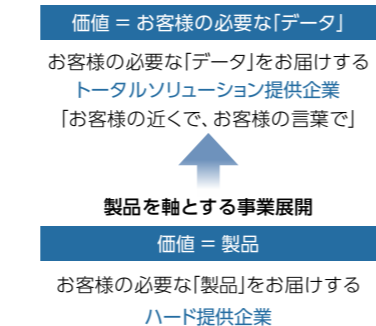 価値 = お客様の必要な「データ」
お客様の必要な「データ」をお届けする
トータルソリューション提供企業
「お客様の近くで、お客様の言葉で」
製品を軸とする事業展開
価値 = 製品
お客様の必要な「製品」をお届けする
ハード提供企業